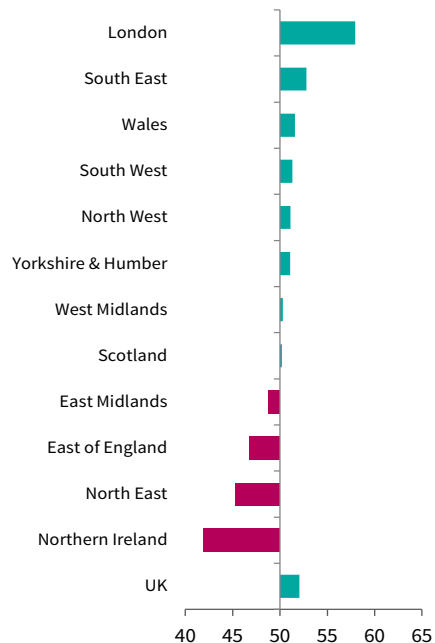 London
South East
Wales
South West
North West
Yorkshire & Humber
West Midlands
Scotland
East Midlands
East of England
North East
Northern Ireland
UK
40 45 50 55 60 65